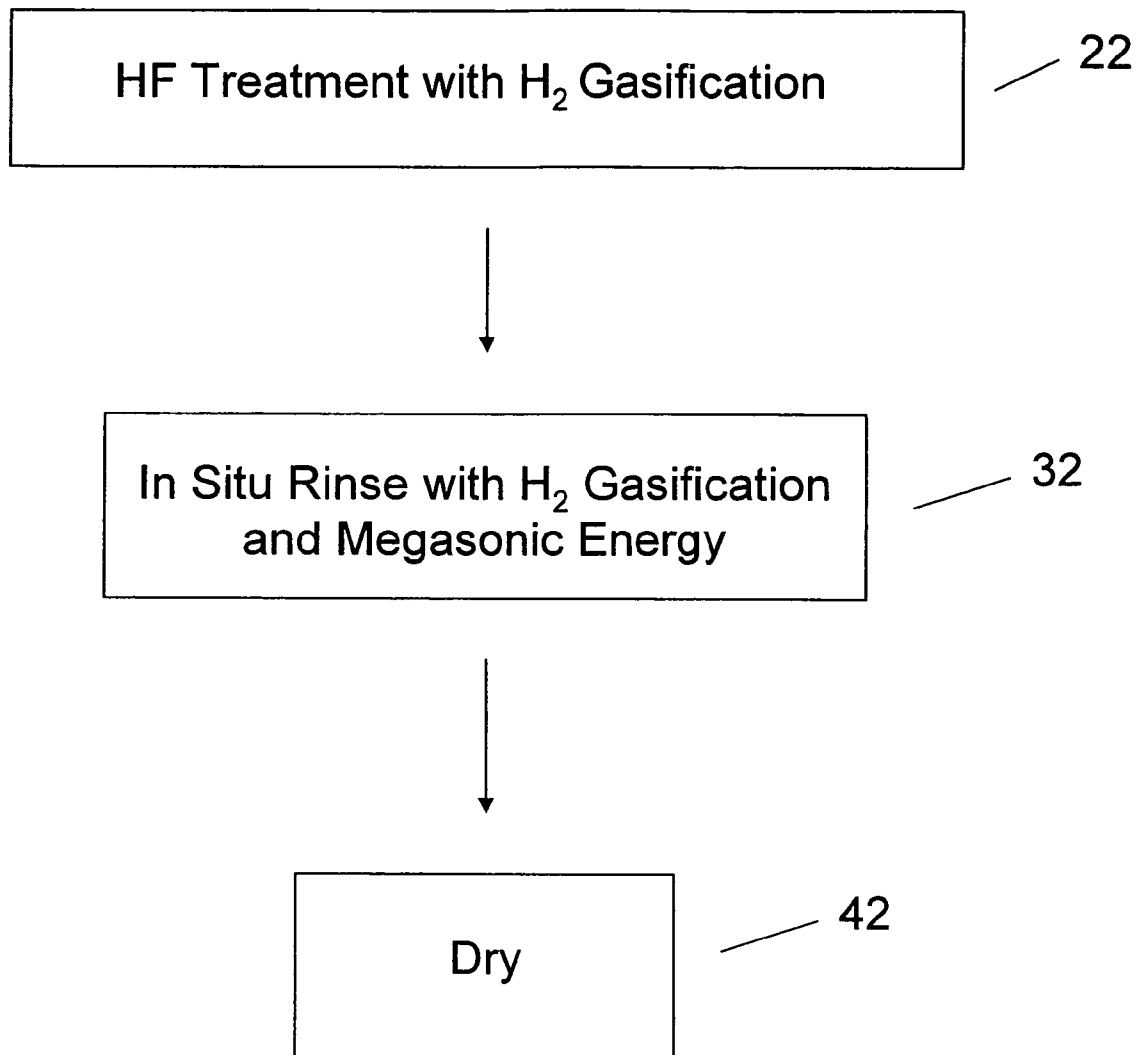 HF Treatment with H₂ Gasification
22
In Situ Rinse with H₂ Gasification
and Megasonic Energy
32
Dry
42